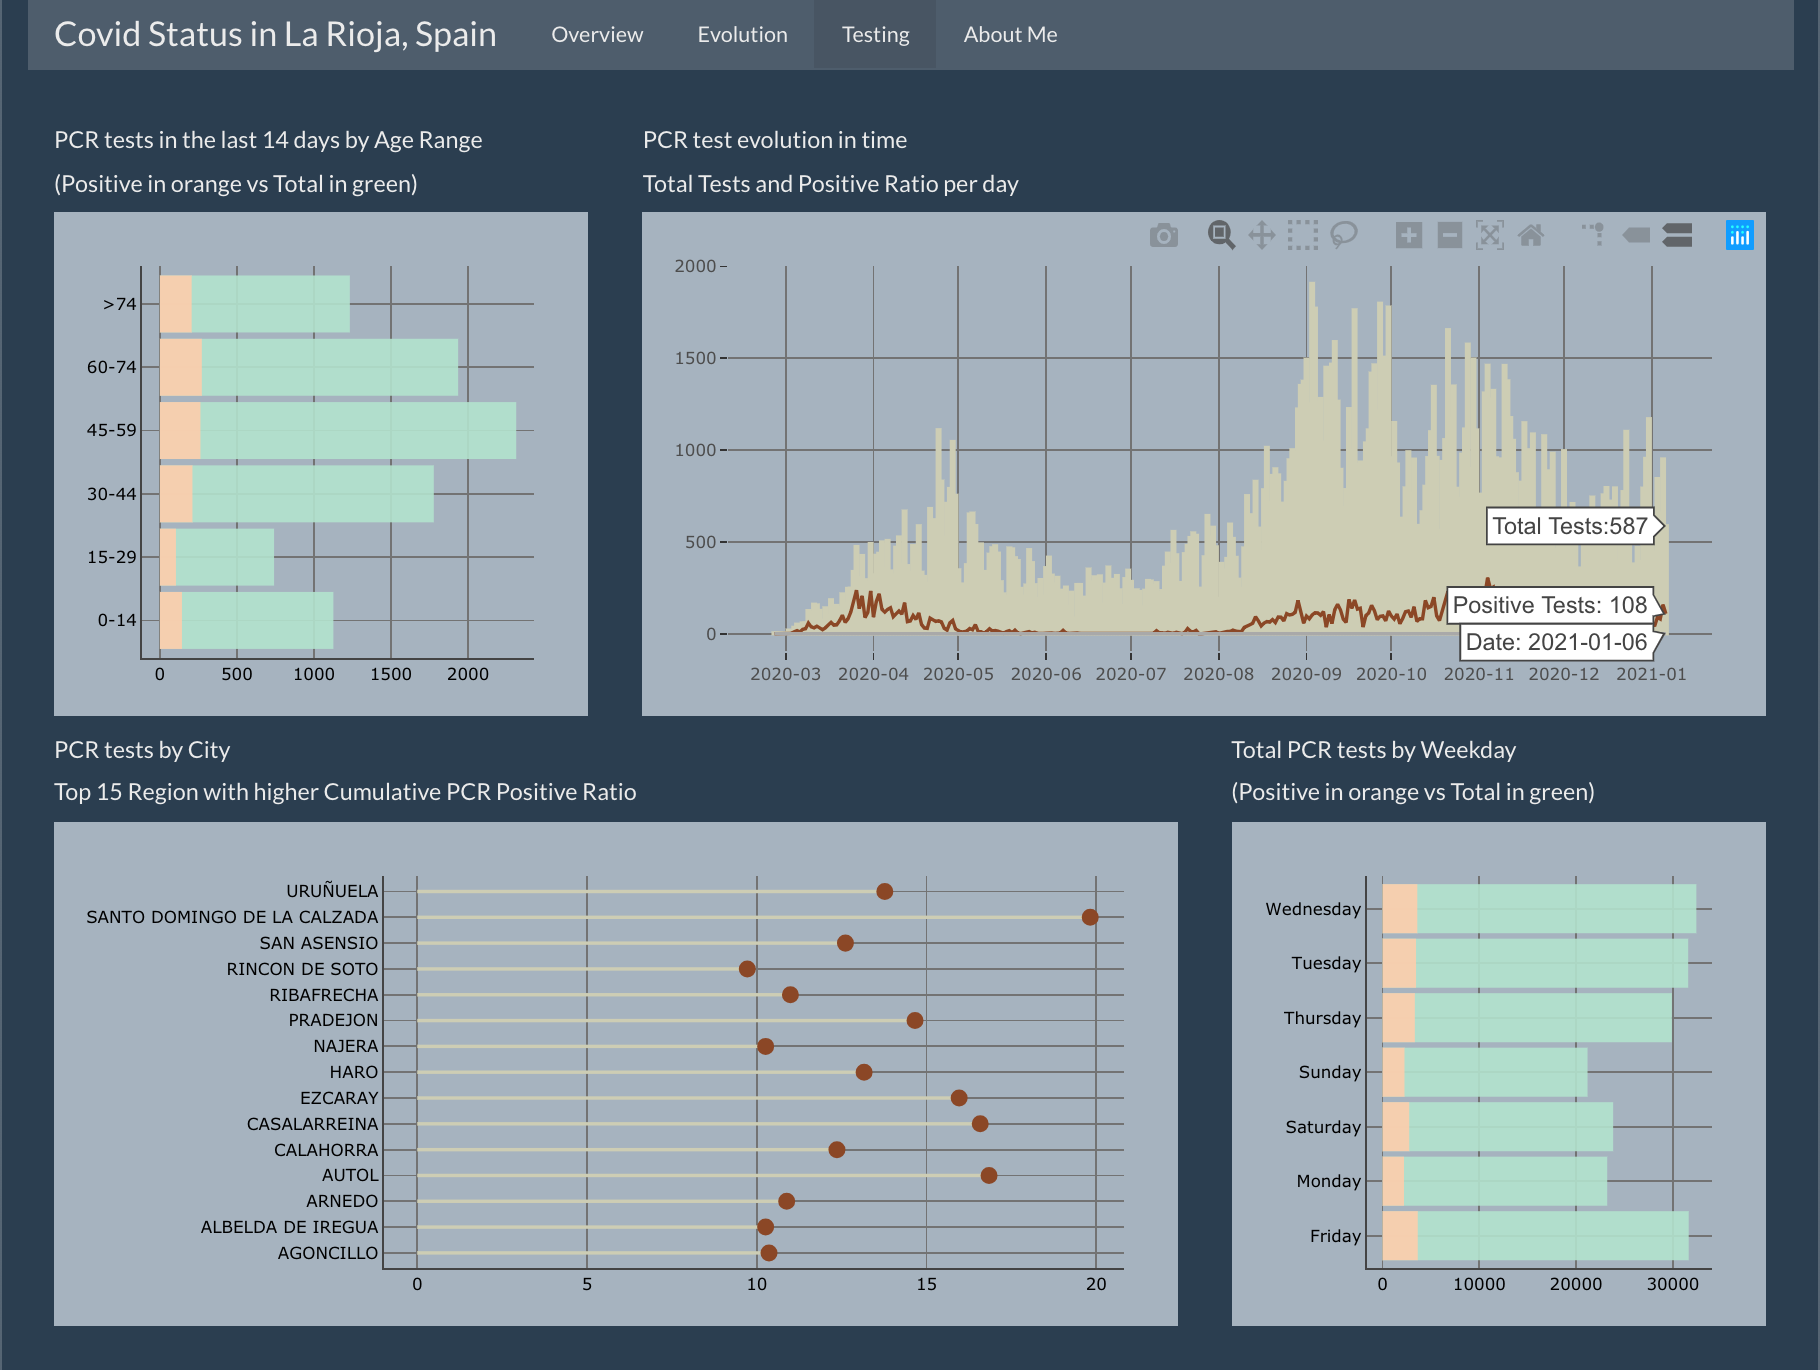 Covid Status in La Rioja, Spain Overview Evolution Testing About Me
PCR tests in the last 14 days by Age Range
(Positive in orange vs Total in green)
>74
60-74
45-59
30-44
15-29
0-14
0 500 1000 1500 2000
PCR test evolution in time
Total Tests and Positive Ratio per day
2000
1500
1000
500
0
Total Tests:587
Positive Tests: 108
Date: 2021-01-06
2020-03 2020-04 2020-05 2020-06 2020-07 2020-08 2020-09 2020-10 2020-11 2020-12 2021-01
PCR tests by City
Top 15 Region with higher Cumulative PCR Positive Ratio
URUÑUELA
SANTO DOMINGO DE LA CALZADA
SAN ASENSIO
RINCON DE SOTO
RIBAFRECHA
PRADEJON
NAJERA
HARO
EZCARAY
CASALARREINA
CALAHORRA
AUTOL
ARNEDO
ALBELDA DE IREGUA
AGONCILLO
0 5 10 15 20
Total PCR tests by Weekday
(Positive in orange vs Total in green)
Wednesday
Tuesday
Thursday
Sunday
Saturday
Monday
Friday
0 10000 20000 30000